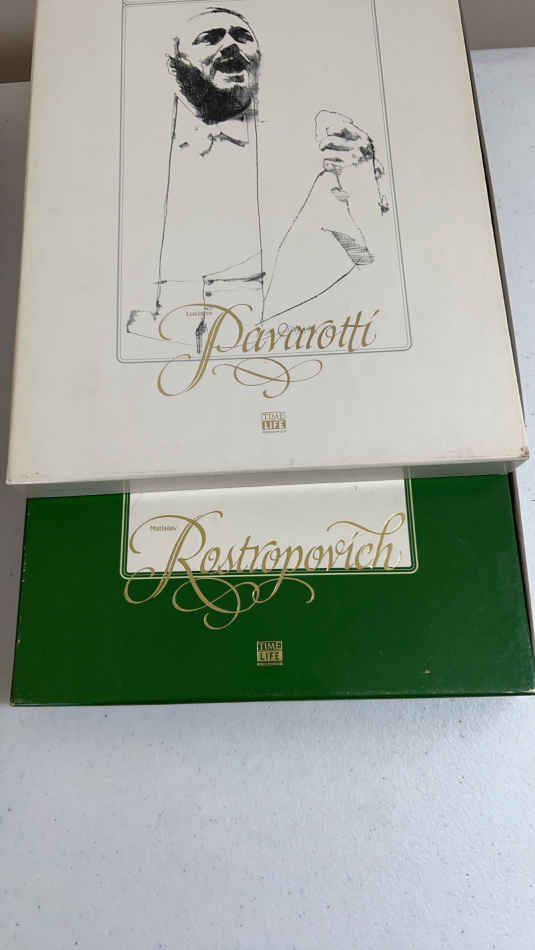 Luciano
Pavarotti
TIME
LIFE
Mstislav
Rostropovich
TIME
LIFE